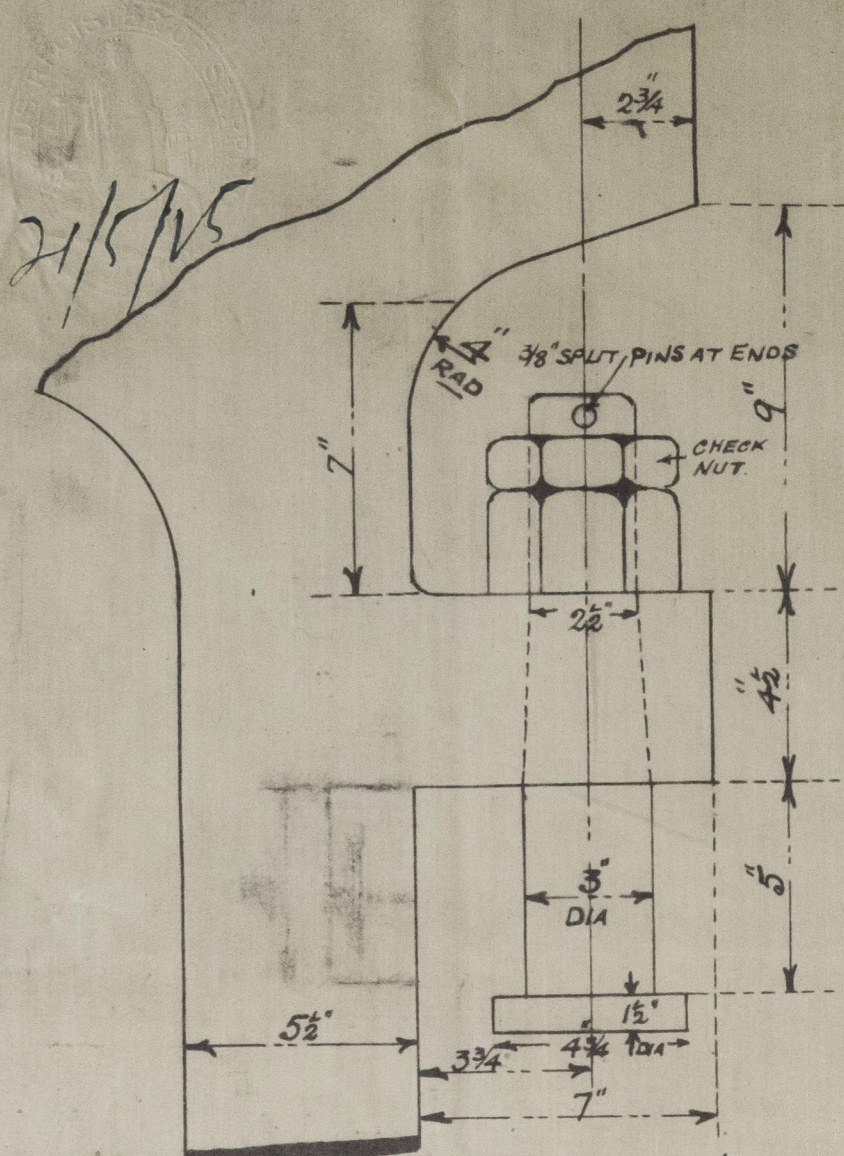 2¾"
21/5/25
4"
RAD
3/8" SPLIT PINS AT ENDS
7"
9"
CHECK
NUT.
2½"
4½"
3"
DIA
5"
5½"
1½"
4¾" DIA
3¾"
7"